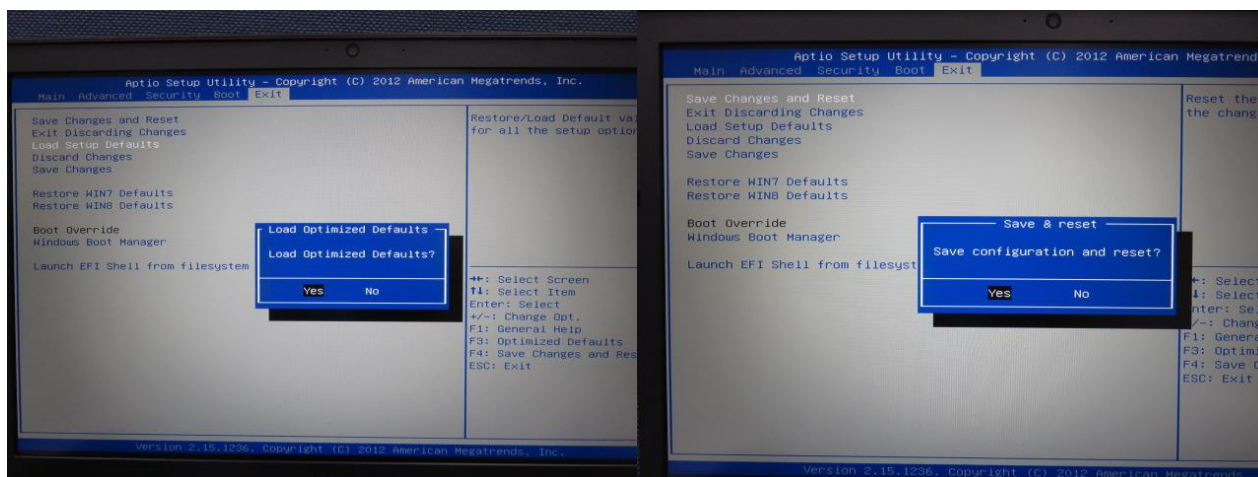 Aptio Setup Utility – Copyright (C) 2012 American Megatrends, Inc.
Main Advanced Security Boot Exit
Save Changes and Reset
Exit Discarding Changes
Load Setup Defaults
Discard Changes
Save Changes
Restore WIN7 Defaults
Restore WIN8 Defaults
Boot Override
Windows Boot Manager
Launch EFI Shell from filesystem
Restore/Load Default va
for all the setup option
Load Optimized Defaults
Load Optimized Defaults?
Yes No
→←: Select Screen
↑↓: Select Item
Enter: Select
+/-: Change Opt.
F1: General Help
F3: Optimized Defaults
F4: Save Changes and Res
ESC: Exit
Version 2.15.1236. Copyright (C) 2012 American Megatrends, Inc.
Aptio Setup Utility – Copyright (C) 2012 American Megatrend
Main Advanced Security Boot Exit
Save Changes and Reset
Exit Discarding Changes
Load Setup Defaults
Discard Changes
Save Changes
Restore WIN7 Defaults
Restore WIN8 Defaults
Boot Override
Windows Boot Manager
Launch EFI Shell from filesyst
Reset the
the chang
Save & reset
Save configuration and reset?
Yes No
: Selec
: Selec
nter: Se
/-: Chang
F1: Genera
F3: Optim
F4: Save
ESC: Exit
Version 2.15.1236. Copyright (C) 2012 American Megatrends